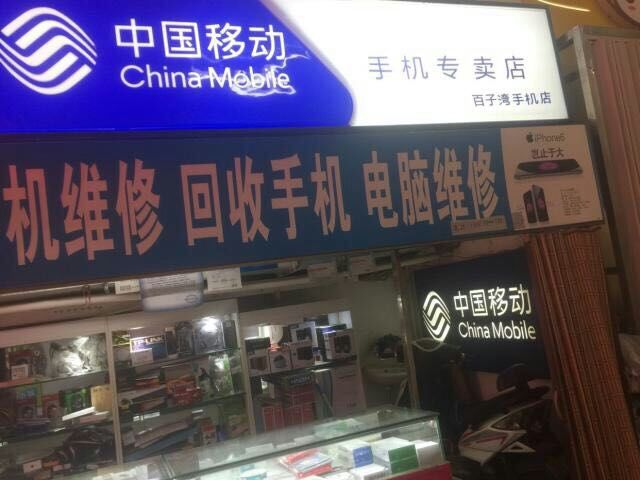 中国移动
China Mobile
手机专卖店
百子湾手机店
机维修 回收手机 电脑维修
iPhone6
岂止于大
中国移动
China Mobile
TP-LINK